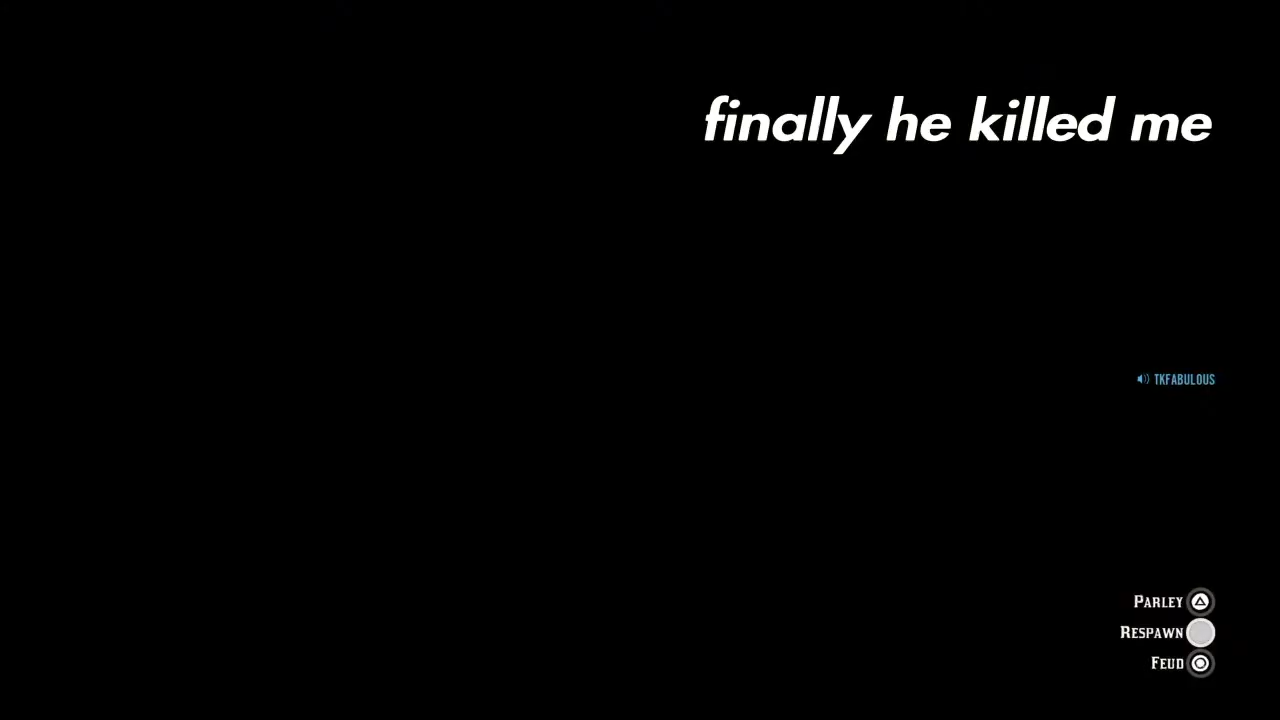 finally he killed me
TKFABULOUS
PARLEY
RESPAWN
FEUD